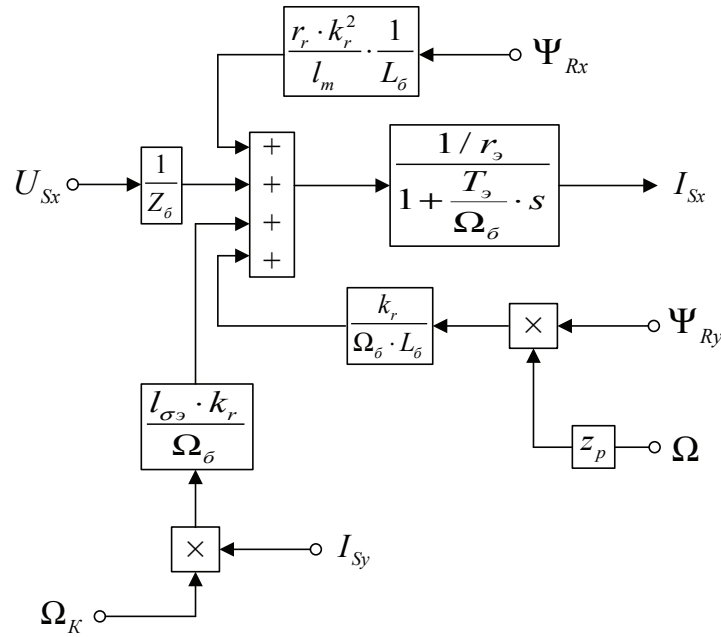 r_r · k_r^2 / l_m · 1 / L_б
Ψ_Rx
U_Sx
1 / Z_б
+
+
+
+
1 / r_э
1 + T_э / Ω_б · s
I_Sx
k_r / Ω_б · L_б
×
Ψ_Ry
z_p
Ω
l_σэ · k_r / Ω_б
×
I_Sy
Ω_K